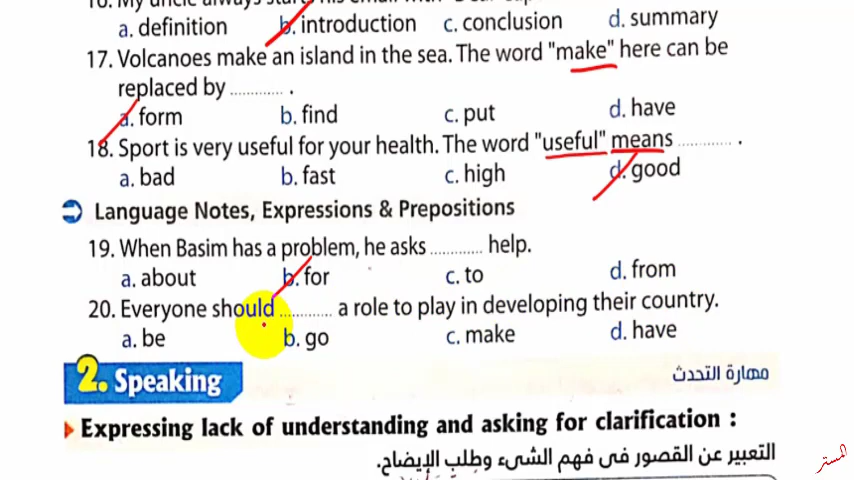 a. definition b. introduction c. conclusion d. summary
17. Volcanoes make an island in the sea. The word "make" here can be
replaced by ............ .
a. form b. find c. put d. have
18. Sport is very useful for your health. The word "useful" means ............ .
a. bad b. fast c. high d. good
Language Notes, Expressions & Prepositions
19. When Basim has a problem, he asks ............ help.
a. about b. for c. to d. from
20. Everyone should ............ a role to play in developing their country.
a. be b. go c. make d. have
2. Speaking مهارة التحدث
Expressing lack of understanding and asking for clarification :
التعبير عن القصور فى فهم الشىء وطلب الإيضاح.
المستر